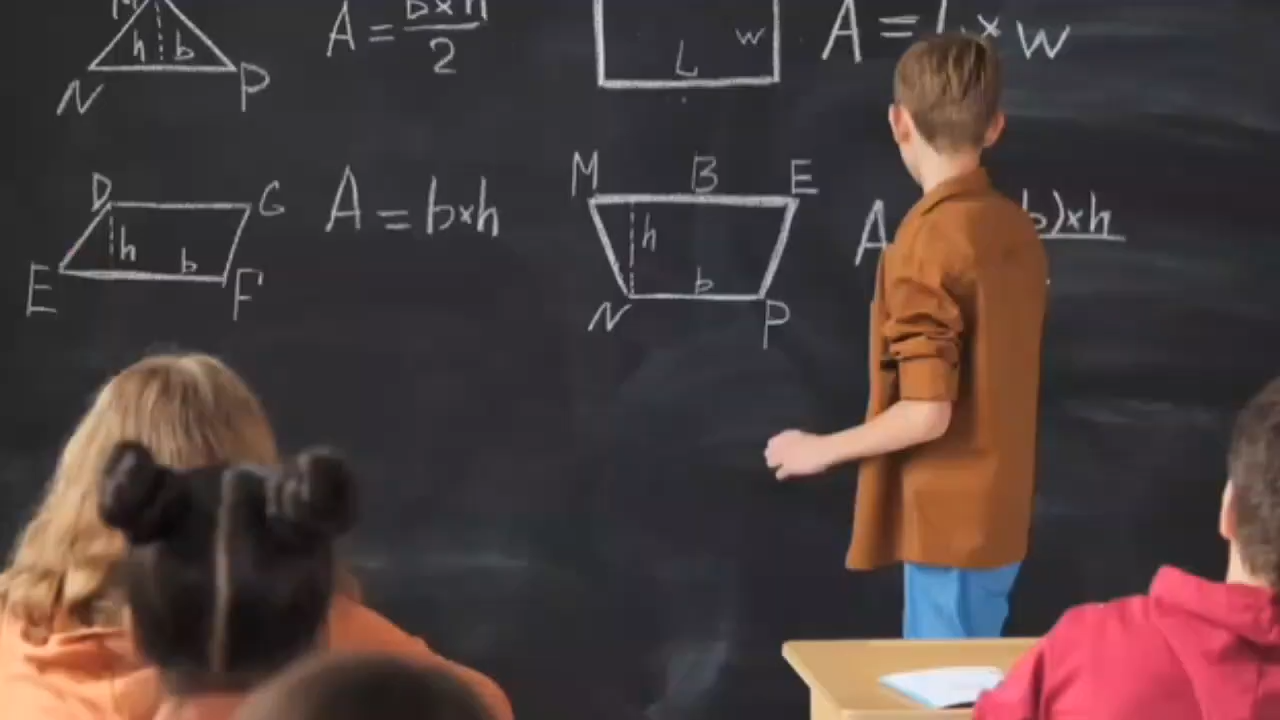 M
h b
N P
A = b×h
2
W
L
A = L × w
D G
h
b
E F
A = b×h
M B E
h
b
N P
A
b)×h